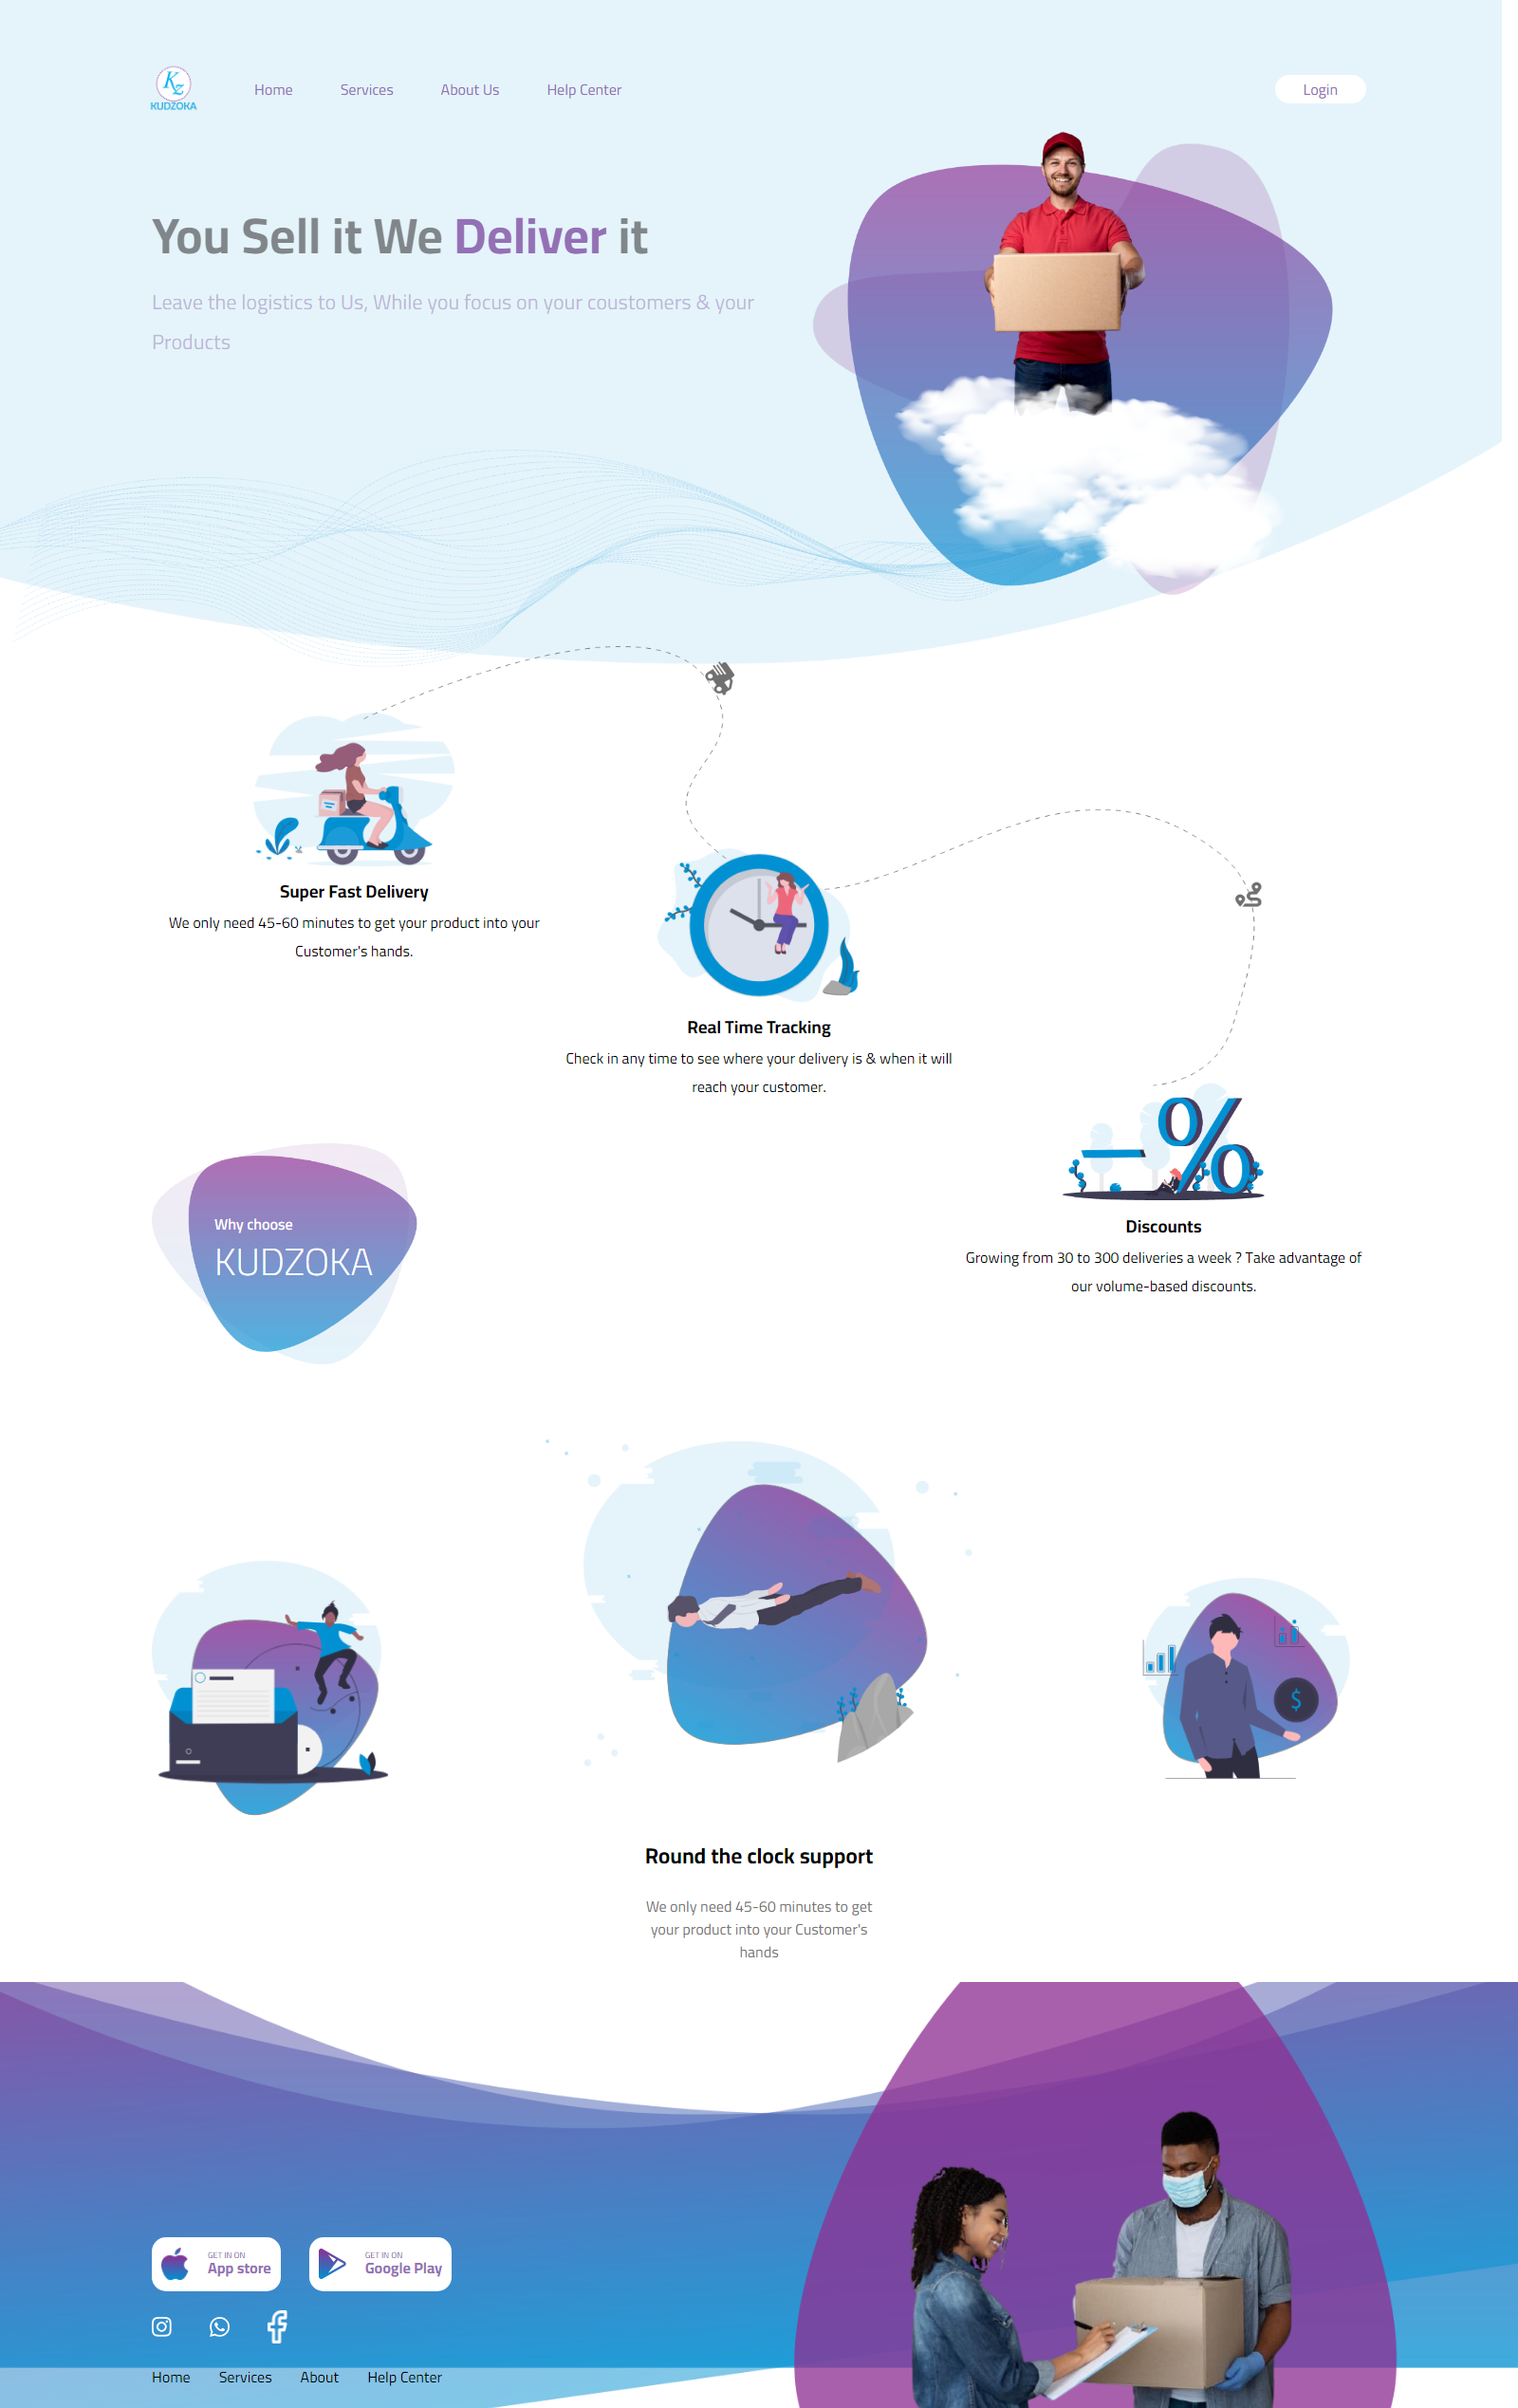 Kz
KUDZOKA
Home Services About Us Help Center
Login
You Sell it We Deliver it
Leave the logistics to Us, While you focus on your coustomers & your
Products
Super Fast Delivery
We only need 45-60 minutes to get your product into your
Customer's hands.
Real Time Tracking
Check in any time to see where your delivery is & when it will
reach your customer.
%
Discounts
Growing from 30 to 300 deliveries a week ? Take advantage of
our volume-based discounts.
Why choose
KUDZOKA
$
Round the clock support
We only need 45-60 minutes to get
your product into your Customer's
hands
GET IN ON
App store
GET IN ON
Google Play
Home Services About Help Center